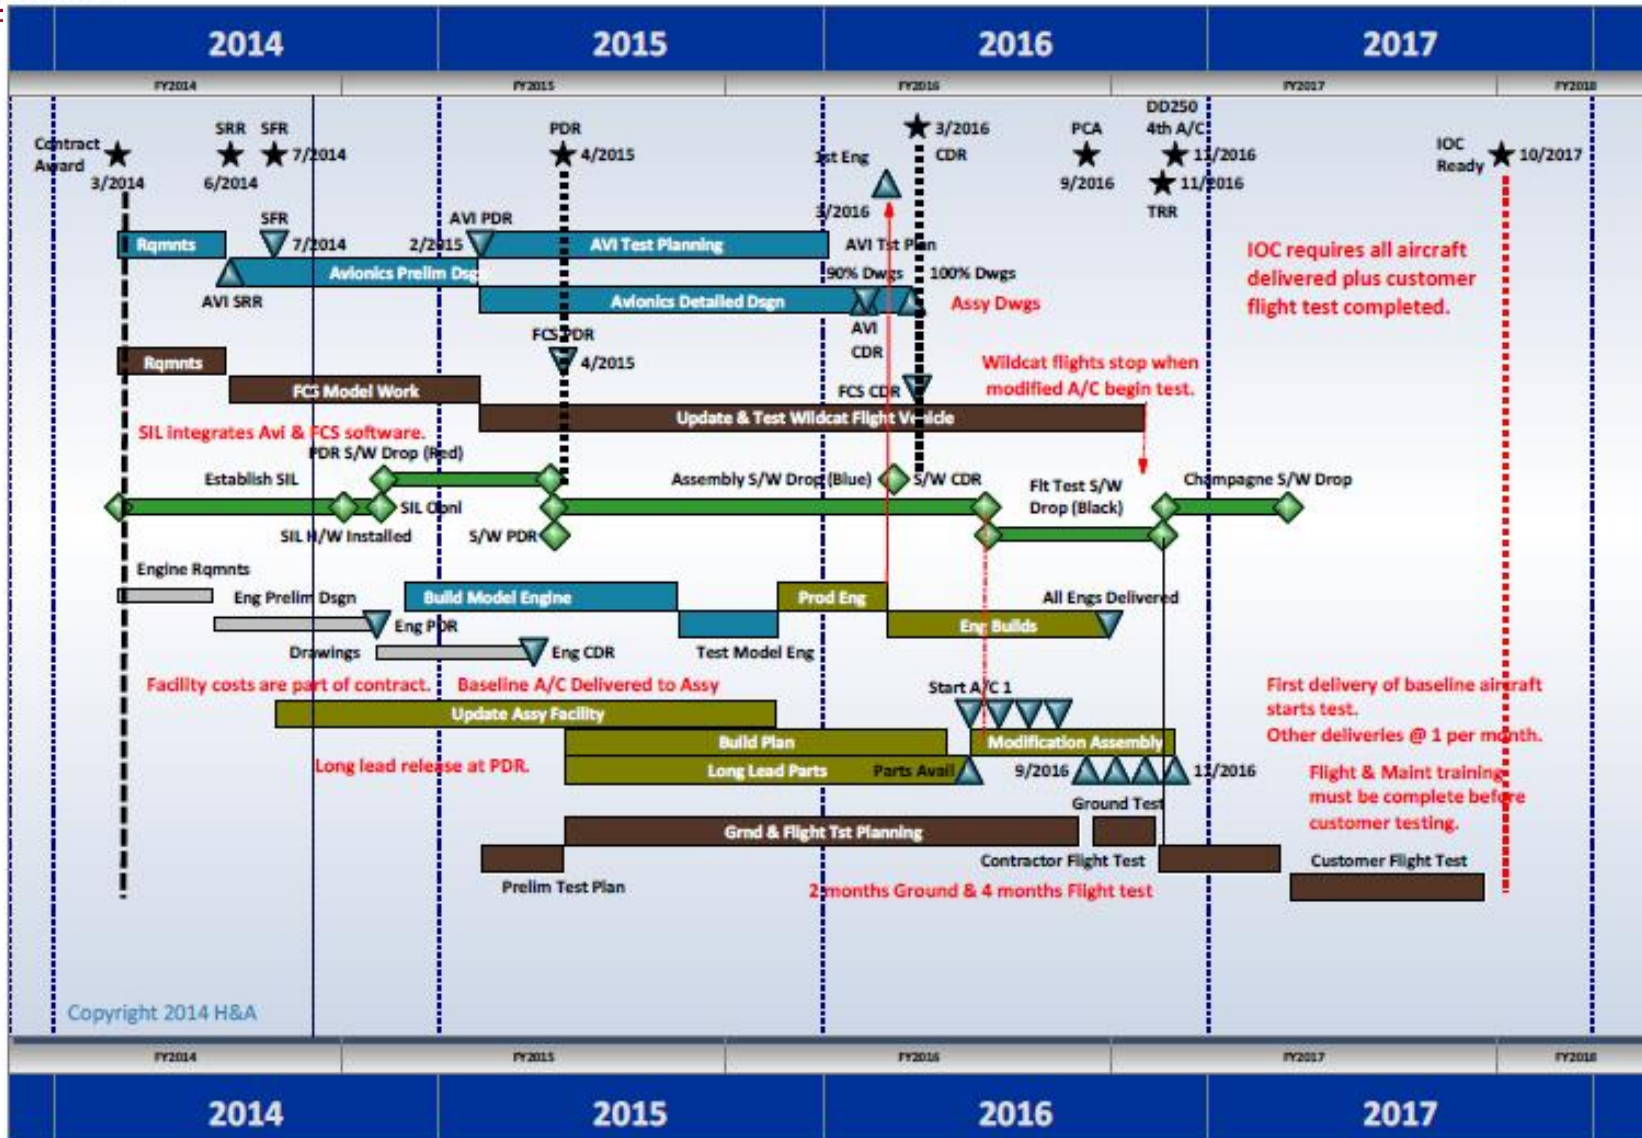 2014 2015 2016 2017
FY2014 FY2015 FY2016 FY2017 FY2018
DD250
SRR SFR PDR 3/2016 PCA 4th A/C
Contract Award 7/2014 4/2015 1st Eng CDR 11/2016 IOC Ready 10/2017
3/2014 6/2014 9/2016 11/2016
3/2016 TRR
SFR AVI PDR
Rqmnts 7/2014 2/2015 AVI Test Planning AVI Tst Plan
IOC requires all aircraft
delivered plus customer
flight test completed.
Avionics Prelim Dsgn 90% Dwgs 100% Dwgs
AVI SRR Avionics Detailed Dsgn Assy Dwgs
AVI
CDR
FCS PDR
Rqmnts 4/2015
Wildcat flights stop when
modified A/C begin test.
FCS Model Work FCS CDR
Update & Test Wildcat Flight Vehicle
SIL integrates Avi & FCS software.
PDR S/W Drop (Red)
Establish SIL Assembly S/W Drop (Blue) S/W CDR Champagne S/W Drop
Flt Test S/W
Drop (Black)
SIL Opnl
SIL H/W Installed S/W PDR
Engine Rqmnts
Eng Prelim Dsgn Build Model Engine Prod Eng All Engs Delivered
Eng PDR Eng Builds
Drawings Eng CDR Test Model Eng
Facility costs are part of contract. Baseline A/C Delivered to Assy Start A/C 1
First delivery of baseline aircraft
starts test.
Other deliveries @ 1 per month.
Update Assy Facility
Build Plan Modification Assembly
Long lead release at PDR. Long Lead Parts Parts Avail 9/2016 11/2016
Flight & Maint training
must be complete before
customer testing.
Ground Test
Grnd & Flight Tst Planning
Contractor Flight Test Customer Flight Test
Prelim Test Plan 2 months Ground & 4 months Flight test
Copyright 2014 H&A
FY2014 FY2015 FY2016 FY2017 FY2018
2014 2015 2016 2017